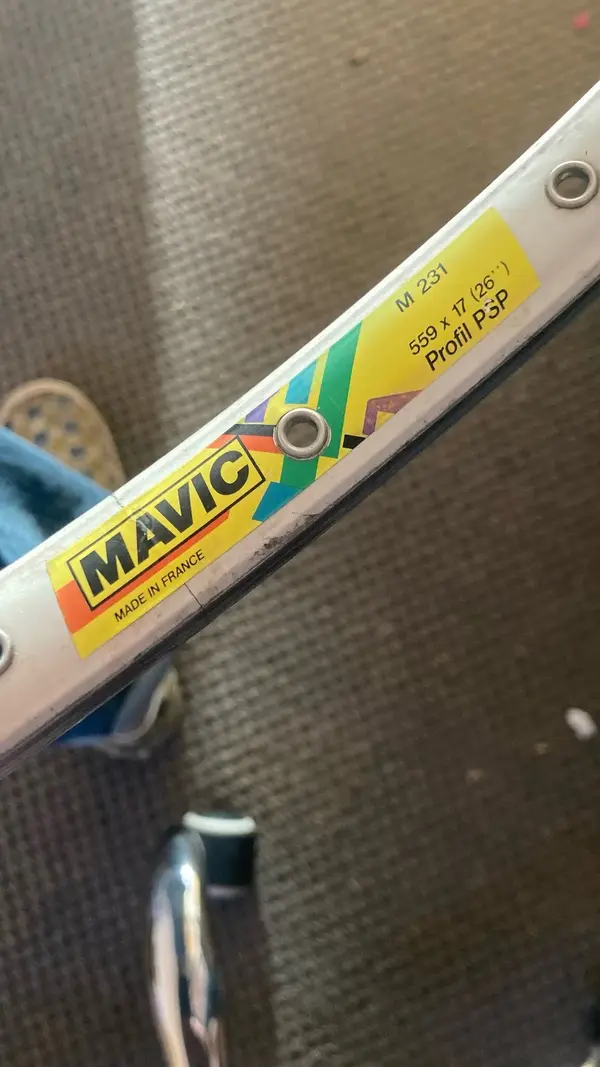 MAVIC
MADE IN FRANCE
M 231
559 x 17 (26'')
Profil PSP